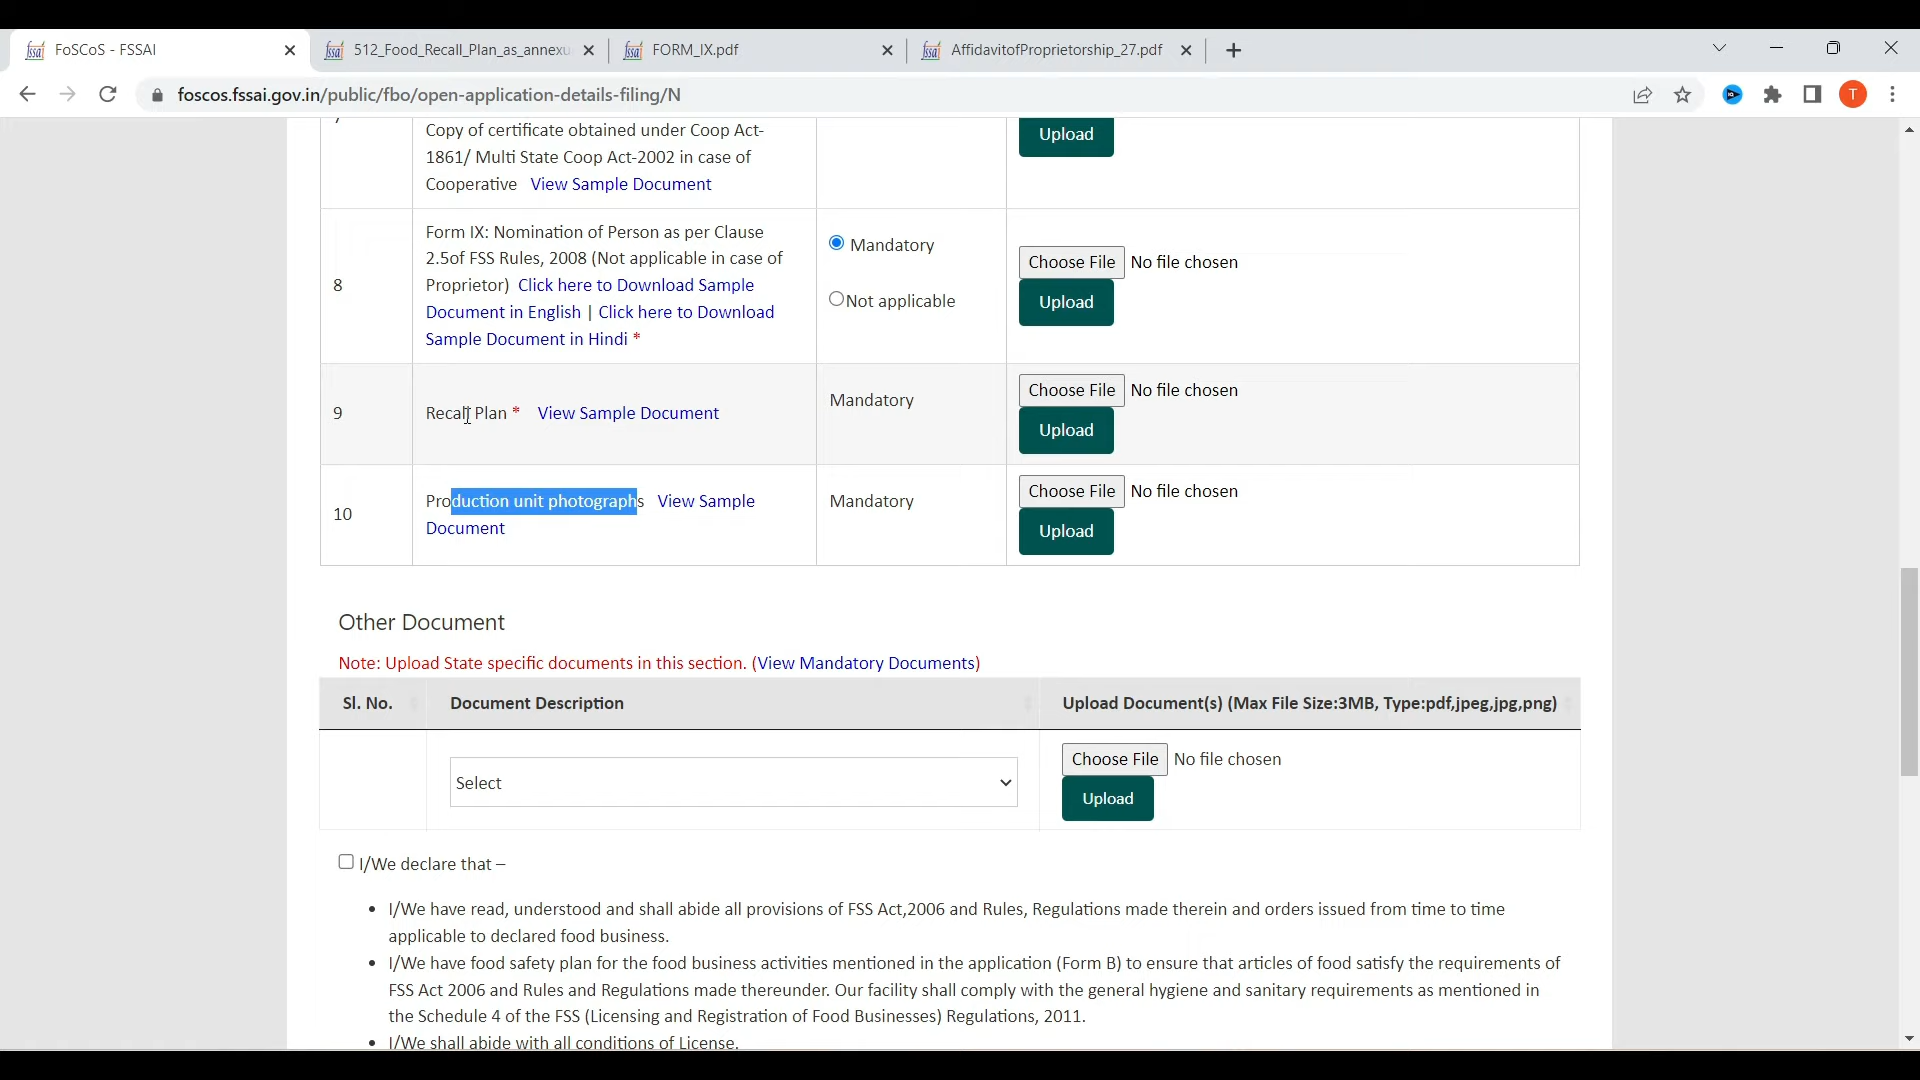 FoSCoS - FSSAI
512_Food_Recall_Plan_as_annexu
FORM_IX.pdf
AffidavitofProprietorship_27.pdf
foscos.fssai.gov.in/public/fbo/open-application-details-filing/N
T
Copy of certificate obtained under Coop Act-
1861/ Multi State Coop Act-2002 in case of
Cooperative View Sample Document
Upload
8
Form IX: Nomination of Person as per Clause
2.5of FSS Rules, 2008 (Not applicable in case of
Proprietor) Click here to Download Sample
Document in English | Click here to Download
Sample Document in Hindi *
Mandatory
Not applicable
Choose File No file chosen
Upload
9
Recall Plan * View Sample Document
Mandatory
Choose File No file chosen
Upload
10
Production unit photographs View Sample
Document
Mandatory
Choose File No file chosen
Upload
Other Document
Note: Upload State specific documents in this section. (View Mandatory Documents)
Sl. No. Document Description Upload Document(s) (Max File Size:3MB, Type:pdf,jpeg,jpg,png)
Select
Choose File No file chosen
Upload
I/We declare that –
• I/We have read, understood and shall abide all provisions of FSS Act,2006 and Rules, Regulations made therein and orders issued from time to time
applicable to declared food business.
• I/We have food safety plan for the food business activities mentioned in the application (Form B) to ensure that articles of food satisfy the requirements of
FSS Act 2006 and Rules and Regulations made thereunder. Our facility shall comply with the general hygiene and sanitary requirements as mentioned in
the Schedule 4 of the FSS (Licensing and Registration of Food Businesses) Regulations, 2011.
• I/We shall abide with all conditions of License.